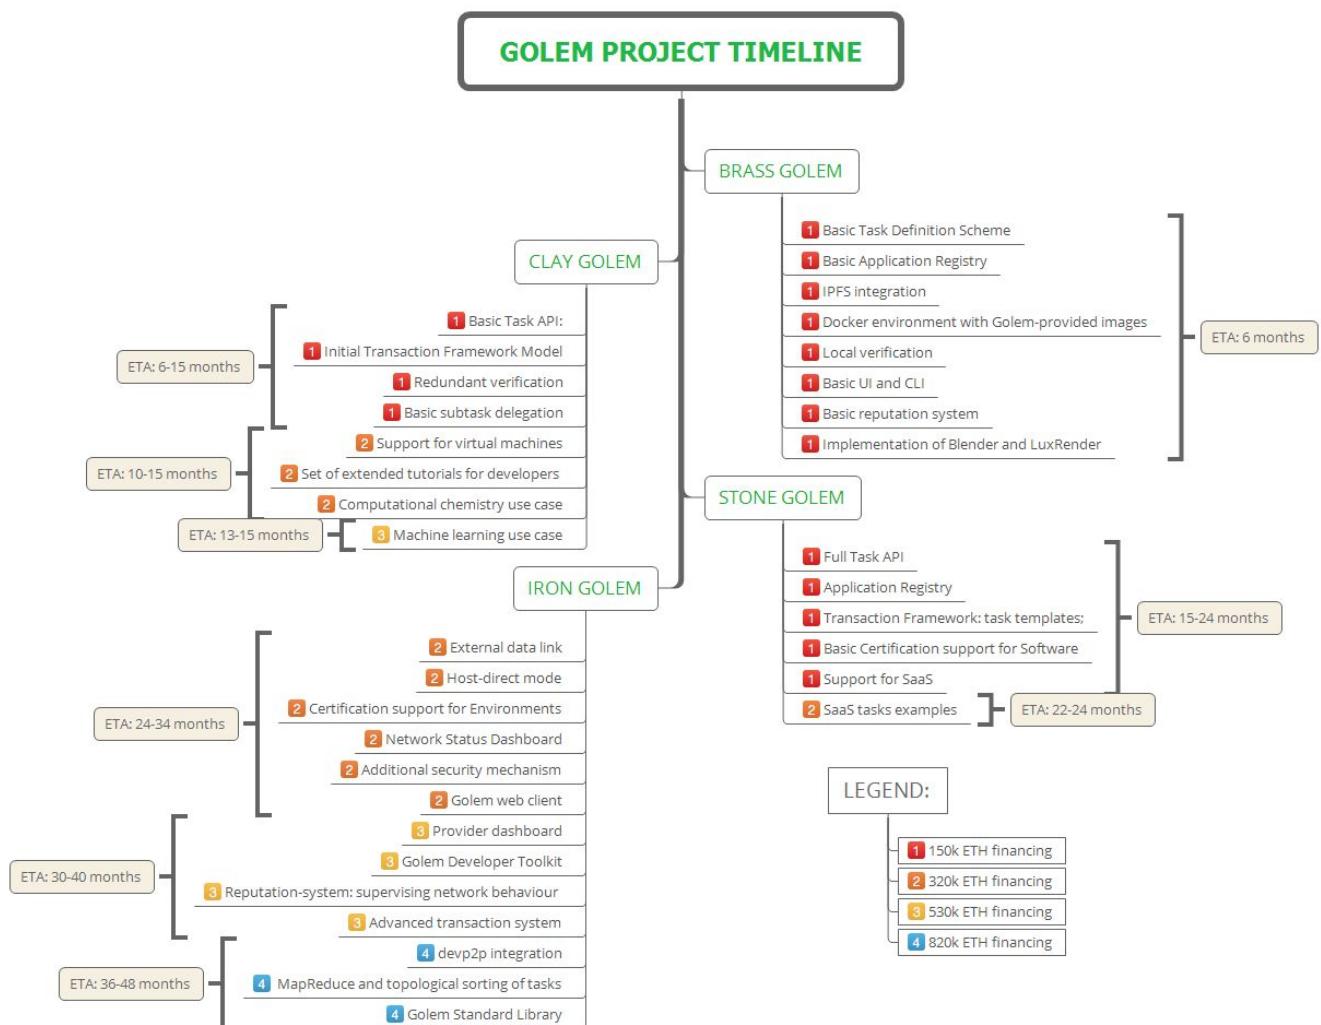 GOLEM PROJECT TIMELINE
BRASS GOLEM
1 Basic Task Definition Scheme
1 Basic Application Registry
1 IPFS integration
1 Docker environment with Golem-provided images
1 Local verification
1 Basic UI and CLI
1 Basic reputation system
1 Implementation of Blender and LuxRender
ETA: 6 months
CLAY GOLEM
1 Basic Task API:
1 Initial Transaction Framework Model
1 Redundant verification
1 Basic subtask delegation
ETA: 6-15 months
2 Support for virtual machines
2 Set of extended tutorials for developers
2 Computational chemistry use case
ETA: 10-15 months
3 Machine learning use case
ETA: 13-15 months
STONE GOLEM
1 Full Task API
1 Application Registry
1 Transaction Framework: task templates;
1 Basic Certification support for Software
1 Support for SaaS
ETA: 15-24 months
2 SaaS tasks examples
ETA: 22-24 months
IRON GOLEM
2 External data link
2 Host-direct mode
2 Certification support for Environments
2 Network Status Dashboard
2 Additional security mechanism
2 Golem web client
ETA: 24-34 months
3 Provider dashboard
3 Golem Developer Toolkit
3 Reputation-system: supervising network behaviour
3 Advanced transaction system
ETA: 30-40 months
4 devp2p integration
4 MapReduce and topological sorting of tasks
4 Golem Standard Library
ETA: 36-48 months
LEGEND:
1 150k ETH financing
2 320k ETH financing
3 530k ETH financing
4 820k ETH financing